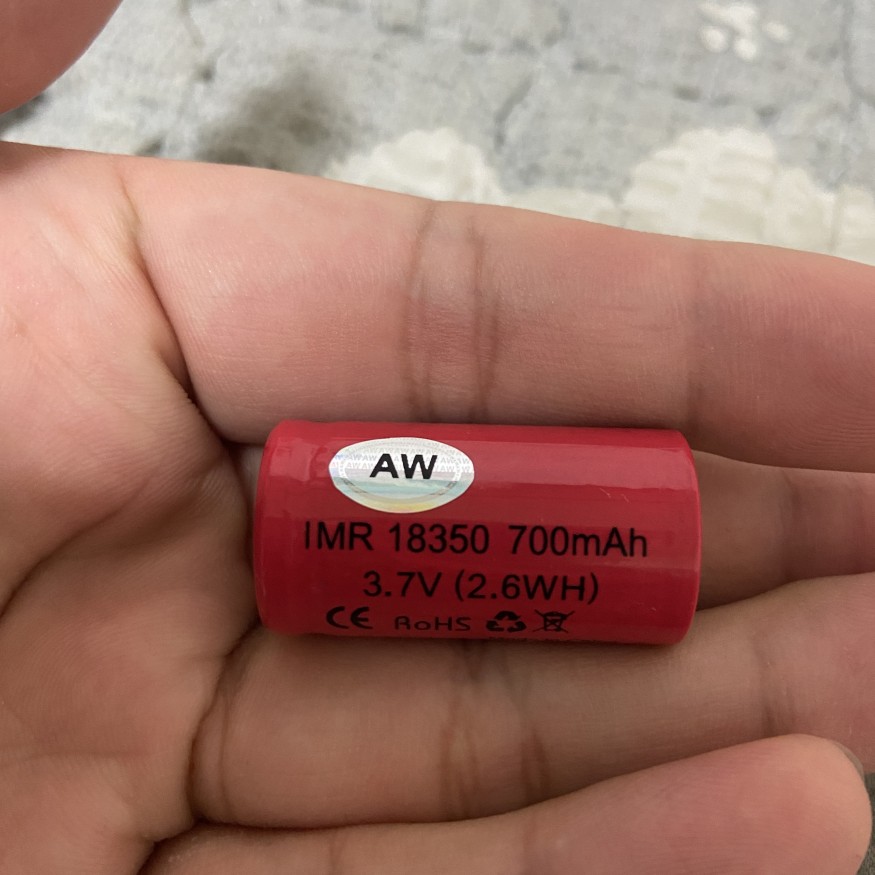 AW
IMR 18350 700mAh
3.7V (2.6WH)
CE RoHS